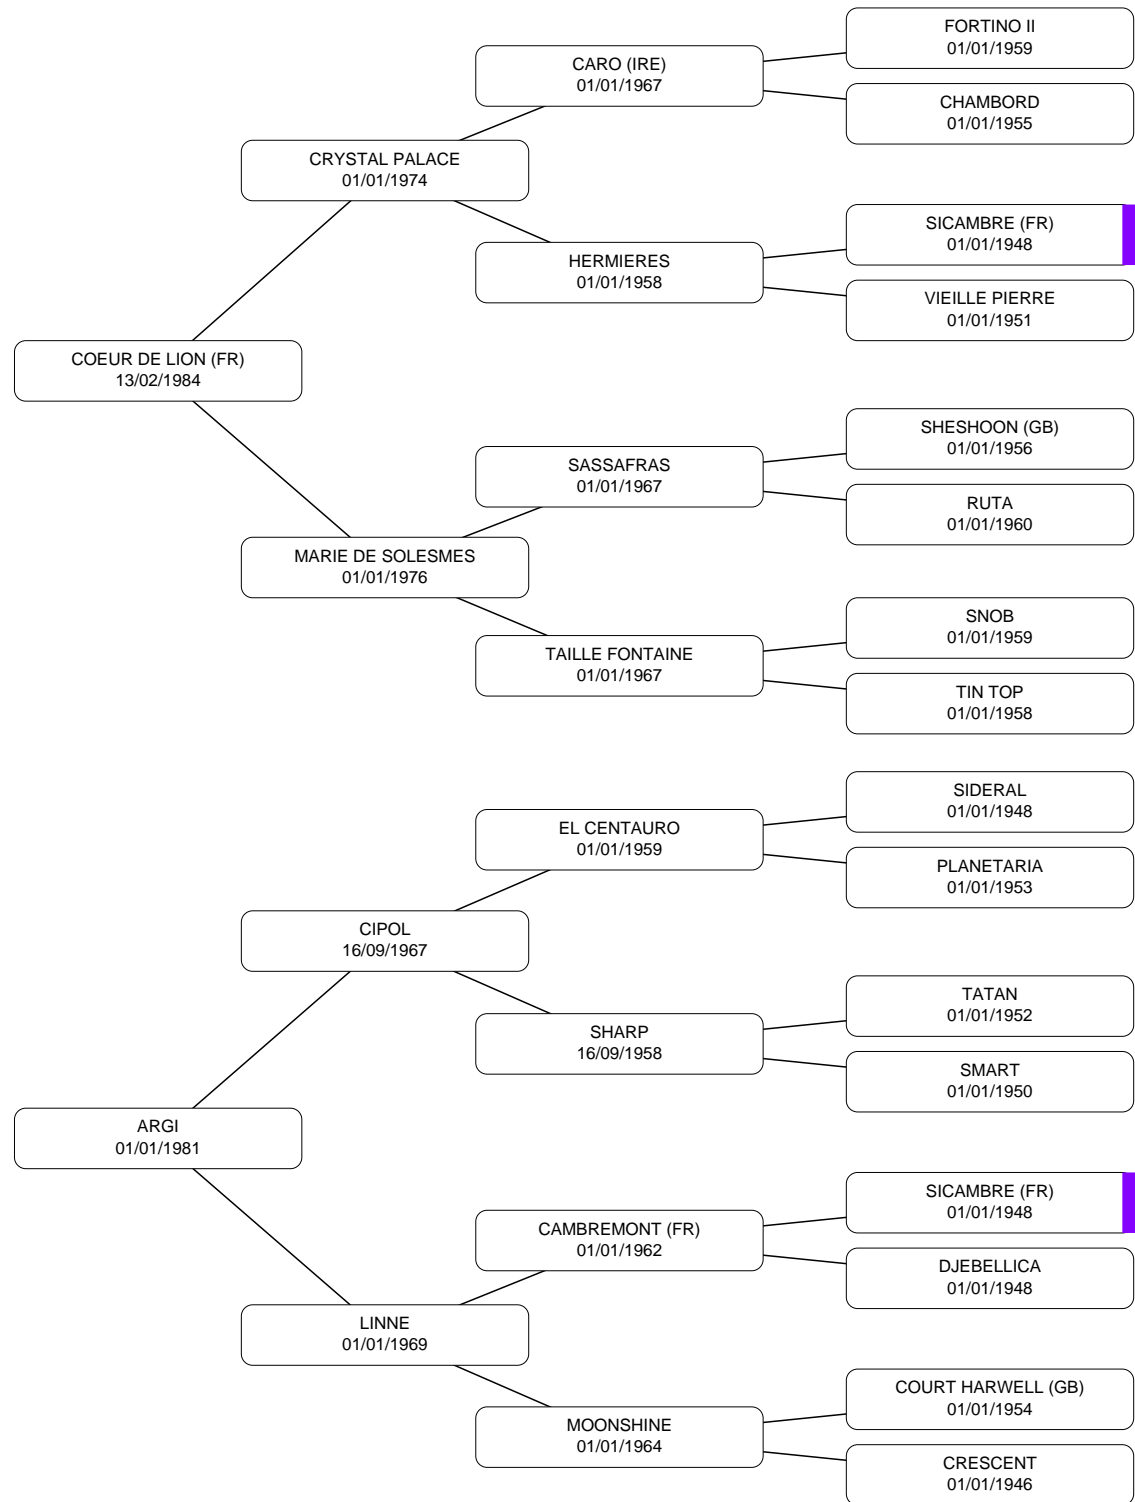 FORTINO II
01/01/1959
CARO (IRE)
01/01/1967
CHAMBORD
01/01/1955
CRYSTAL PALACE
01/01/1974
SICAMBRE (FR)
01/01/1948
HERMIERES
01/01/1958
VIEILLE PIERRE
01/01/1951
COEUR DE LION (FR)
13/02/1984
SHESHOON (GB)
01/01/1956
SASSAFRAS
01/01/1967
RUTA
01/01/1960
MARIE DE SOLESMES
01/01/1976
SNOB
01/01/1959
TAILLE FONTAINE
01/01/1967
TIN TOP
01/01/1958
SIDERAL
01/01/1948
EL CENTAURO
01/01/1959
PLANETARIA
01/01/1953
CIPOL
16/09/1967
TATAN
01/01/1952
SHARP
16/09/1958
SMART
01/01/1950
ARGI
01/01/1981
SICAMBRE (FR)
01/01/1948
CAMBREMONT (FR)
01/01/1962
DJEBELLICA
01/01/1948
LINNE
01/01/1969
COURT HARWELL (GB)
01/01/1954
MOONSHINE
01/01/1964
CRESCENT
01/01/1946